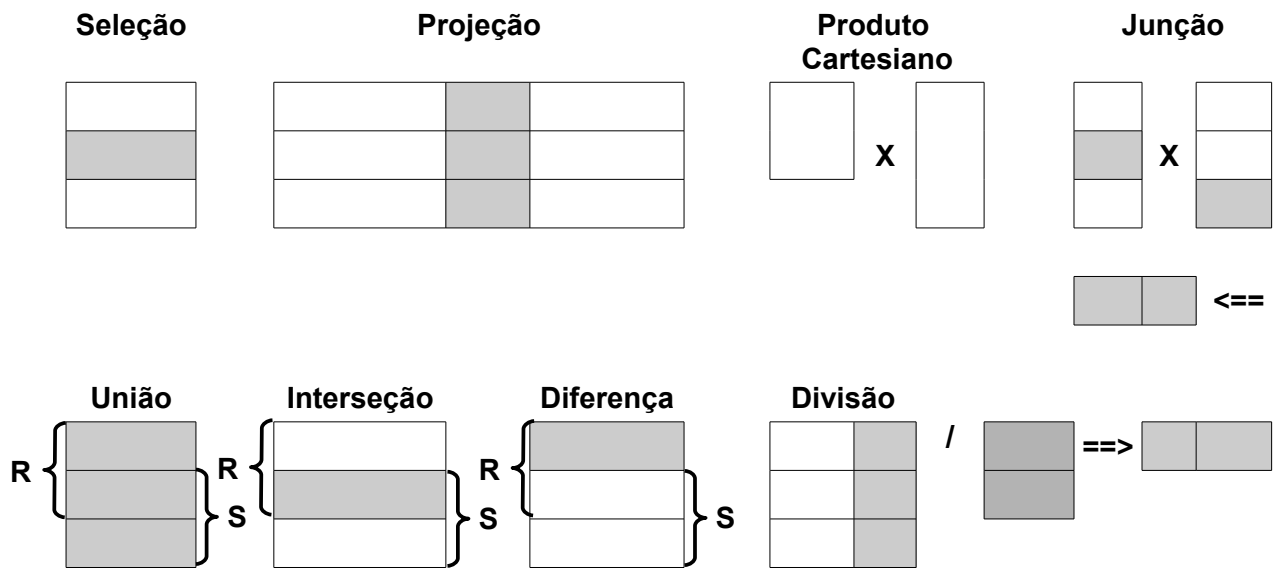 Seleção
Projeção
Produto
Cartesiano
Junção
X
X
<==
União
Interseção
Diferença
Divisão
R
S
R
S
R
S
/
==>